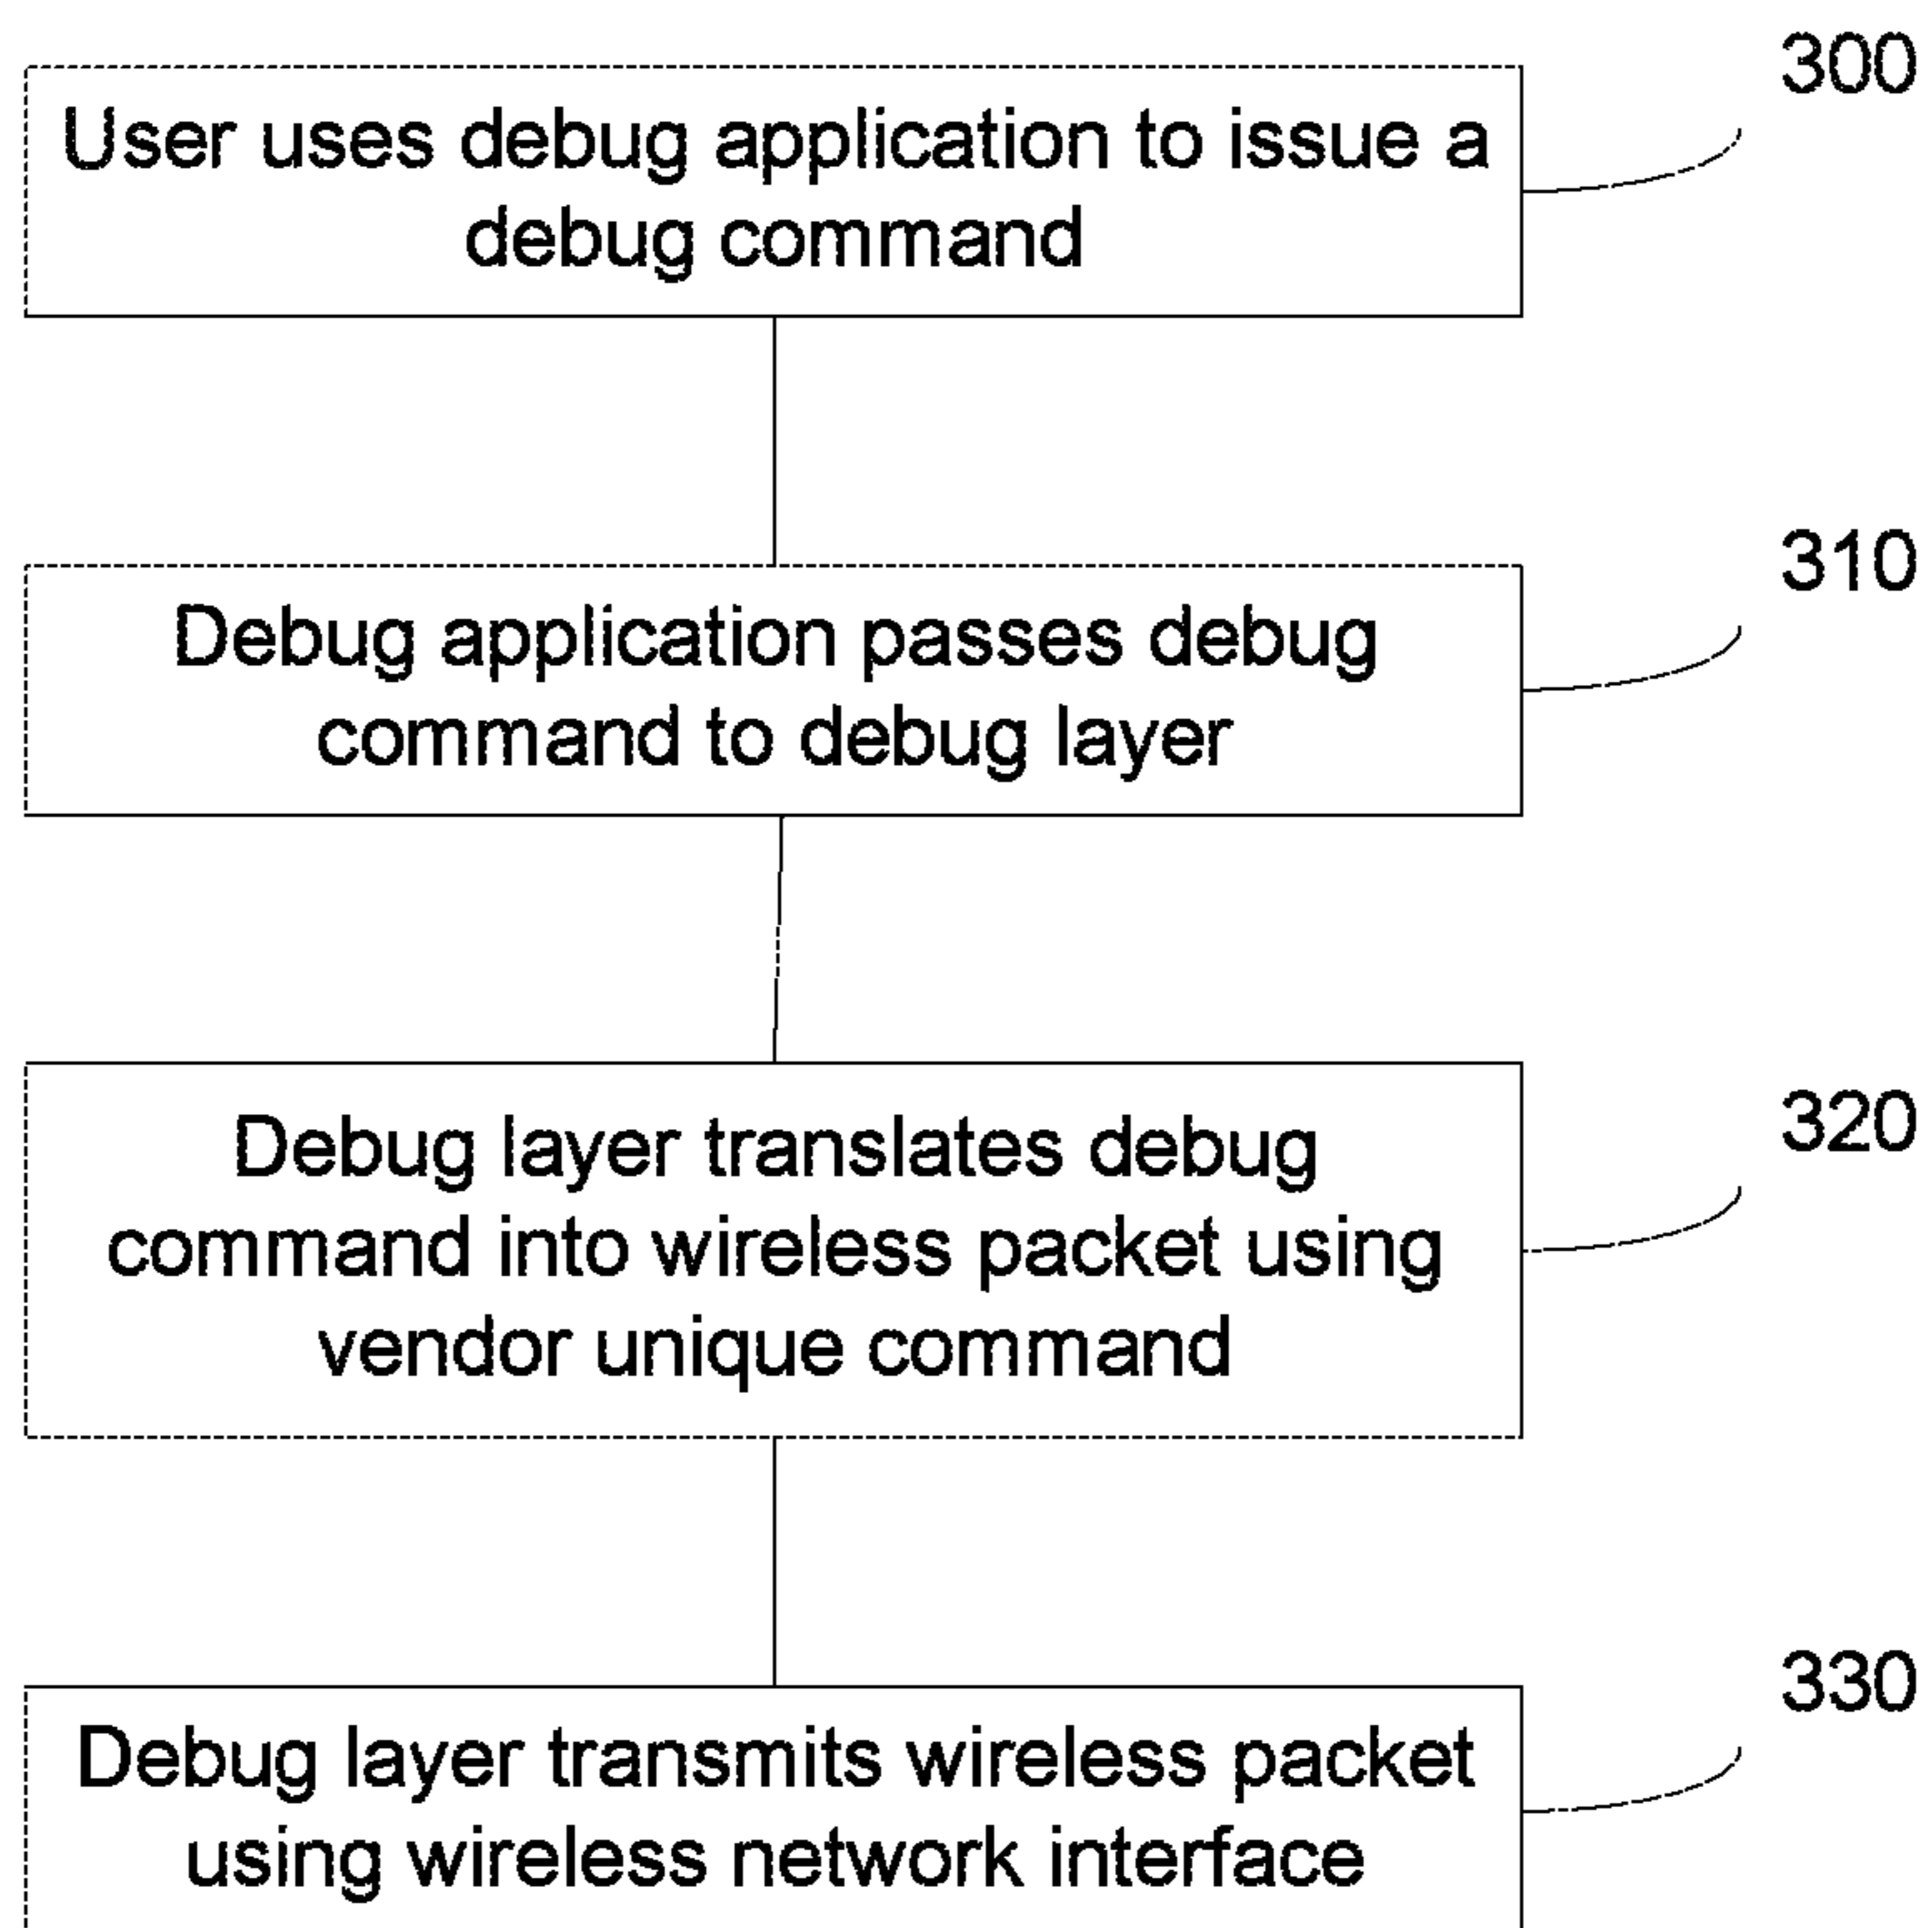 300
User uses debug application to issue a
debug command
310
Debug application passes debug
command to debug layer
320
Debug layer translates debug
command into wireless packet using
vendor unique command
330
Debug layer transmits wireless packet
using wireless network interface